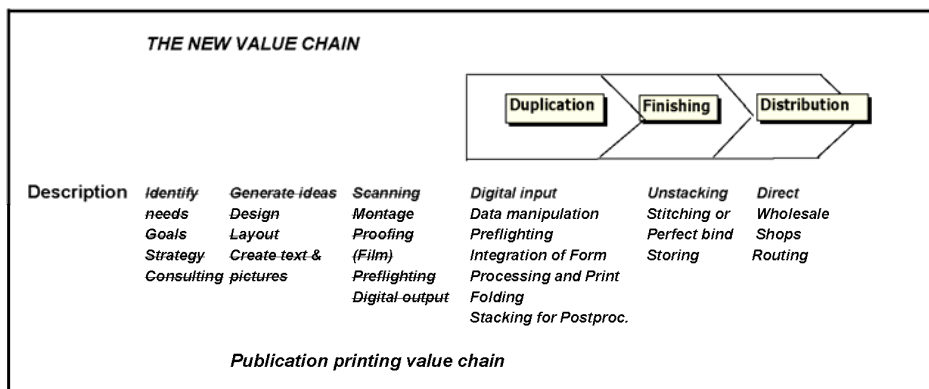 THE NEW VALUE CHAIN
Duplication
Finishing
Distribution
Description
Identify
needs
Goals
Strategy
Consulting
Generate ideas
Design
Layout
Create text &
pictures
Scanning
Montage
Proofing
(Film)
Preflighting
Digital output
Digital input
Data manipulation
Preflighting
Integration of Form
Processing and Print
Folding
Stacking for Postproc.
Unstacking
Stitching or
Perfect bind
Storing
Direct
Wholesale
Shops
Routing
Publication printing value chain